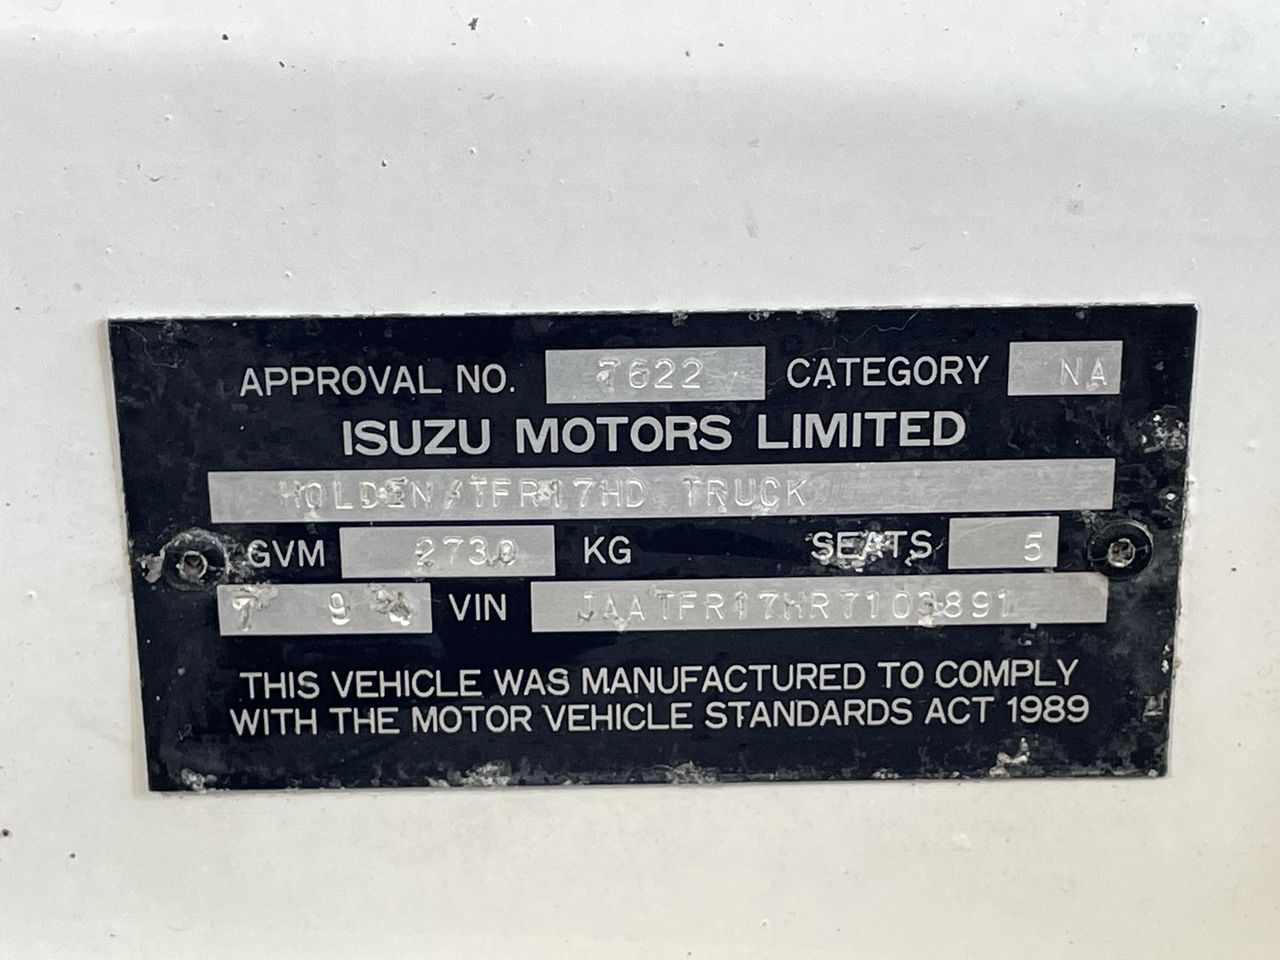 APPROVAL NO. 7622 CATEGORY NA
ISUZU MOTORS LIMITED
HOLDEN/TFR17HD TRUCK
GVM 2730 KG SEATS 5
7 VIN JAATFR17HR7103891
THIS VEHICLE WAS MANUFACTURED TO COMPLY
WITH THE MOTOR VEHICLE STANDARDS ACT 1989